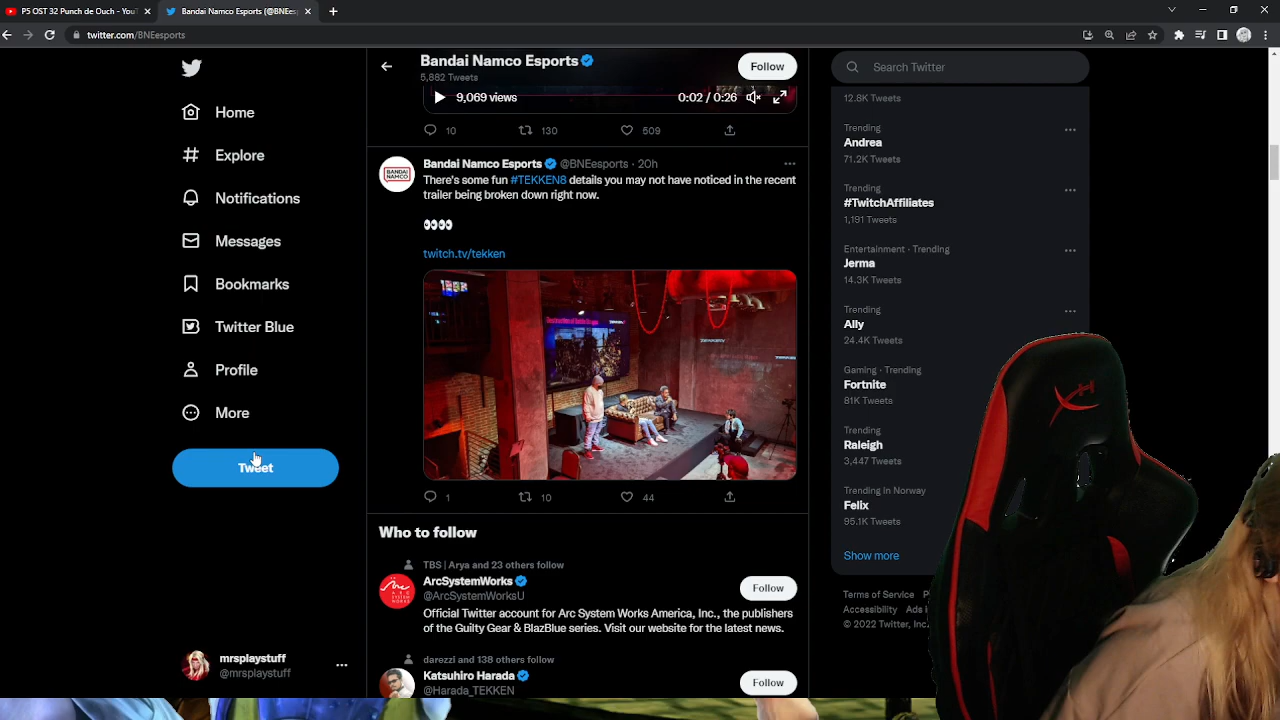 P5 OST 32 Punch de Ouch - YouT
Bandai Namco Esports (@BNEesp
twitter.com/BNEesports
Home
Explore
Notifications
Messages
Bookmarks
Twitter Blue
Profile
More
Tweet
mrsplaystuff
@mrsplaystuff
Bandai Namco Esports
5,882 Tweets
Follow
9,069 views
0:02 / 0:26
10
130
509
BANDAI
NAMCO
Bandai Namco Esports @BNEesports · 20h
There's some fun #TEKKEN8 details you may not have noticed in the recent
trailer being broken down right now.
👀👀
twitch.tv/tekken
1
10
44
Who to follow
TBS | Arya and 23 others follow
ArcSystemWorks
@ArcSystemWorksU
Follow
Official Twitter account for Arc System Works America, Inc., the publishers
of the Guilty Gear & BlazBlue series. Visit our website for the latest news.
darezzi and 138 others follow
Katsuhiro Harada
@Harada_TEKKEN
Follow
Search Twitter
12.8K Tweets
Trending
Andrea
71.2K Tweets
Trending
#TwitchAffiliates
1,191 Tweets
Entertainment · Trending
Jerma
14.3K Tweets
Trending
Ally
24.4K Tweets
Gaming · Trending
Fortnite
81K Tweets
Trending
Raleigh
3,447 Tweets
Trending in Norway
Felix
95.1K Tweets
Show more
Terms of Service
Accessibility Ads
© 2022 Twitter, Inc.